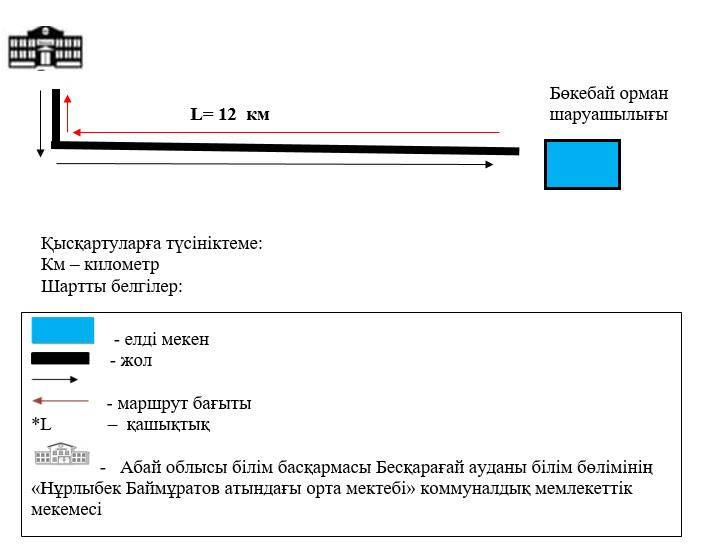 Бөкебай орман
шаруашылығы
L= 12 км
Қысқартуларға түсініктеме:
Км – километр
Шартты белгілер:
- елді мекен
- жол
- маршрут бағыты
*L – қашықтық
- Абай облысы білім басқармасы Бесқарағай ауданы білім бөлімінің
«Нұрлыбек Баймұратов атындағы орта мектебі» коммуналдық мемлекеттік
мекемесі